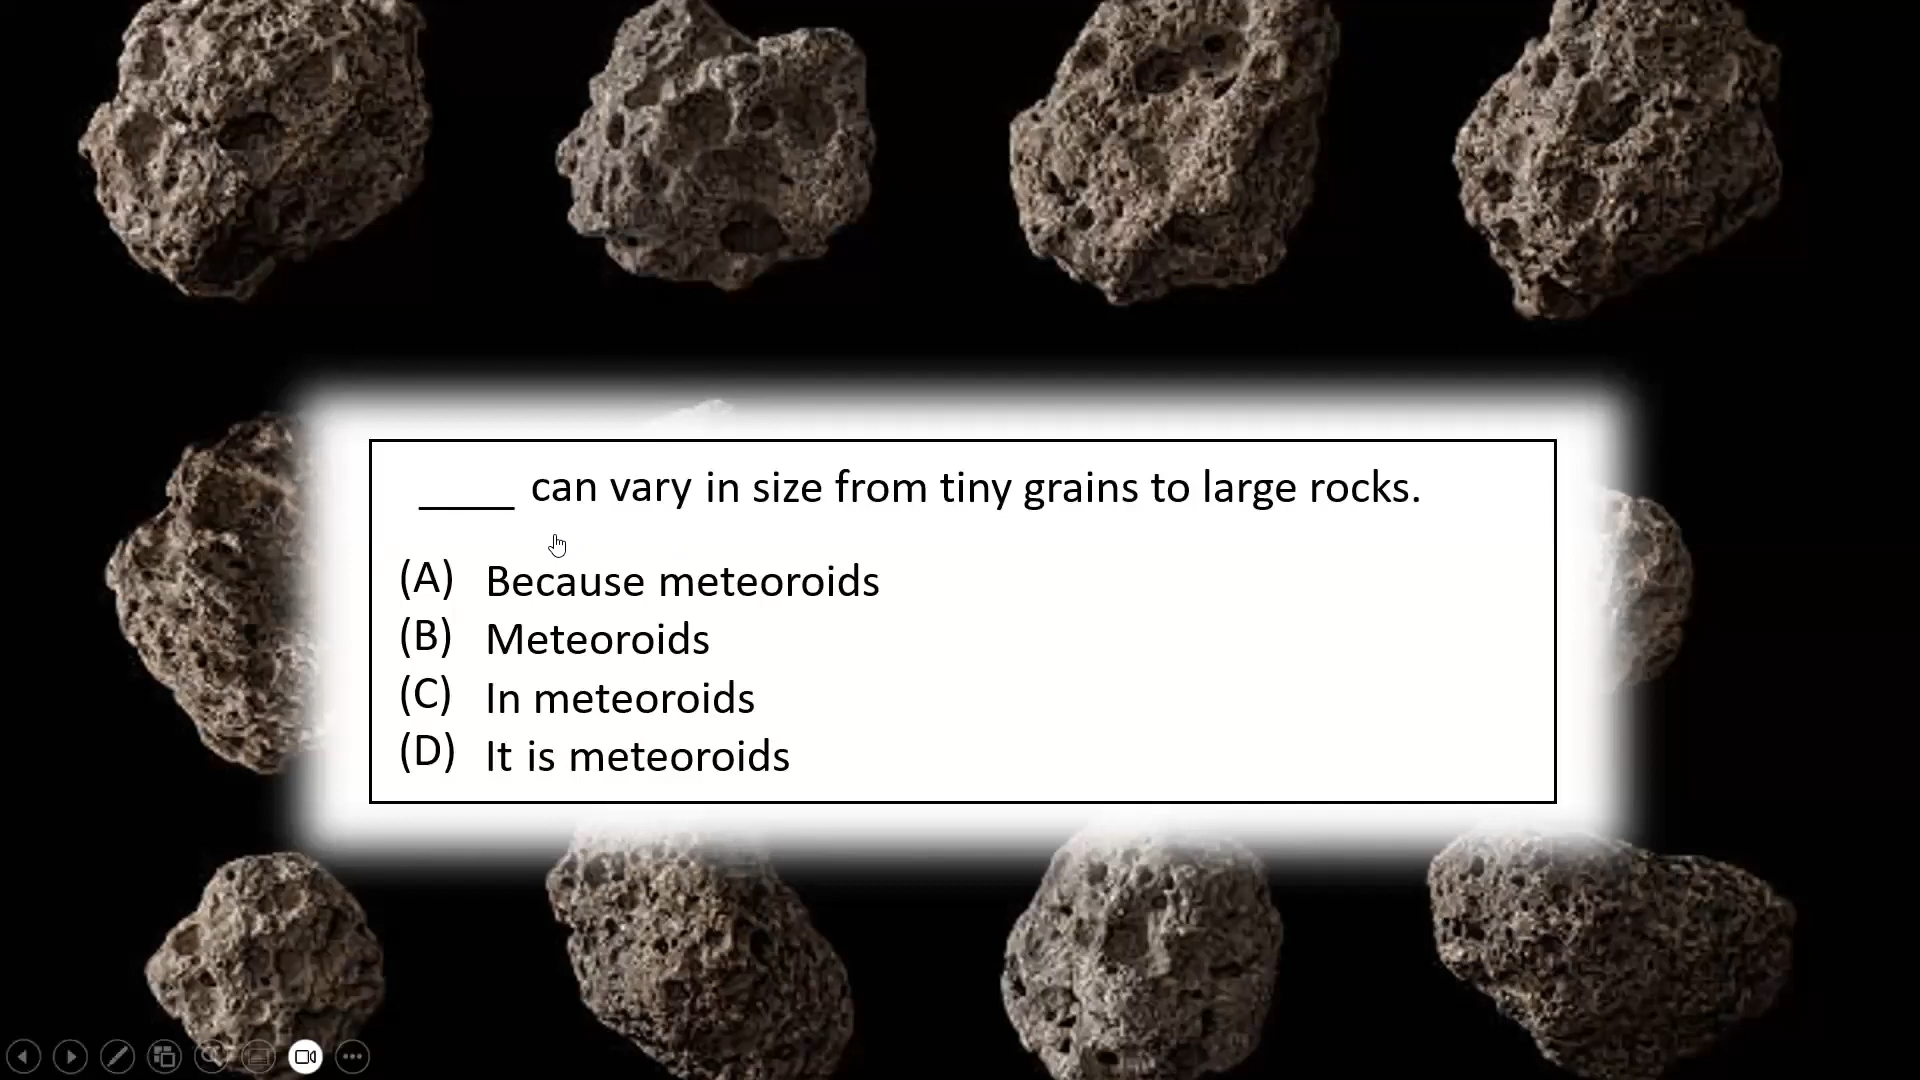 _____ can vary in size from tiny grains to large rocks.
(A) Because meteoroids
(B) Meteoroids
(C) In meteoroids
(D) It is meteoroids